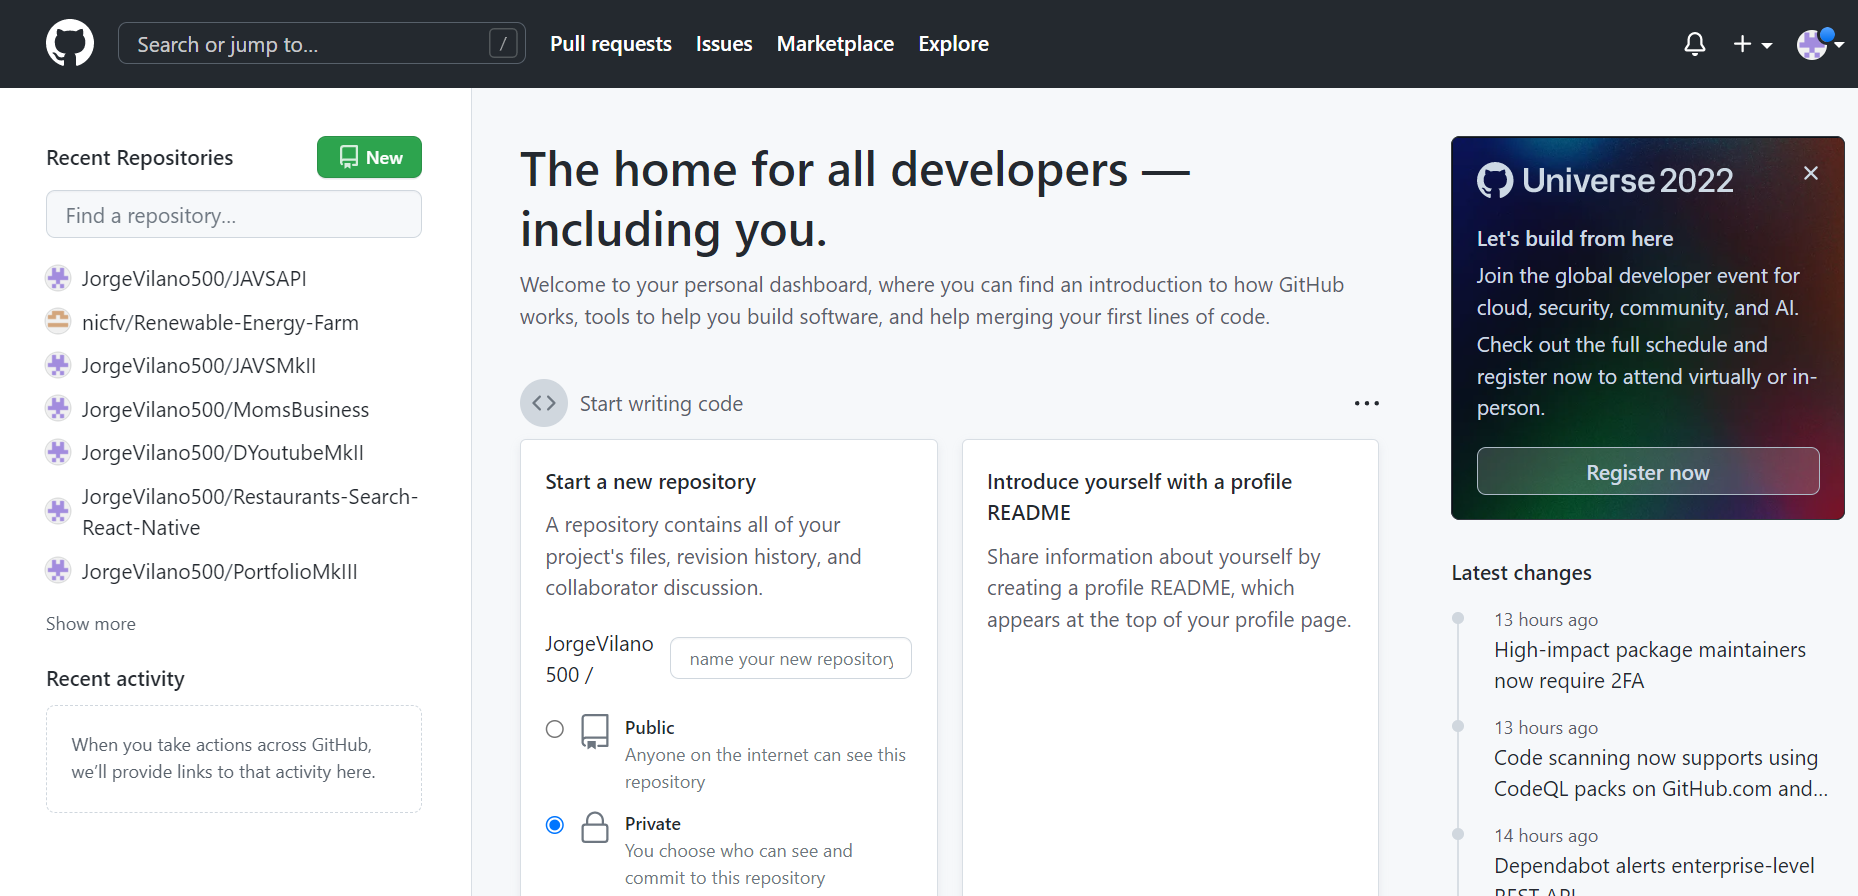 Search or jump to...
/
Pull requests
Issues
Marketplace
Explore
Recent Repositories
New
Find a repository...
JorgeVilano500/JAVSAPI
nicfv/Renewable-Energy-Farm
JorgeVilano500/JAVSMkII
JorgeVilano500/MomsBusiness
JorgeVilano500/DYoutubeMkII
JorgeVilano500/Restaurants-Search-
React-Native
JorgeVilano500/PortfolioMkIII
Show more
Recent activity
When you take actions across GitHub,
we’ll provide links to that activity here.
The home for all developers —
including you.
Welcome to your personal dashboard, where you can find an introduction to how GitHub
works, tools to help you build software, and help merging your first lines of code.
Start writing code
Start a new repository
A repository contains all of your
project's files, revision history, and
collaborator discussion.
JorgeVilano
500 /
name your new repository
Public
Anyone on the internet can see this
repository
Private
You choose who can see and
commit to this repository
Introduce yourself with a profile
README
Share information about yourself by
creating a profile README, which
appears at the top of your profile page.
Universe 2022
Let's build from here
Join the global developer event for
cloud, security, community, and AI.
Check out the full schedule and
register now to attend virtually or in-
person.
Register now
Latest changes
13 hours ago
High-impact package maintainers
now require 2FA
13 hours ago
Code scanning now supports using
CodeQL packs on GitHub.com and...
14 hours ago
Dependabot alerts enterprise-level
REST API